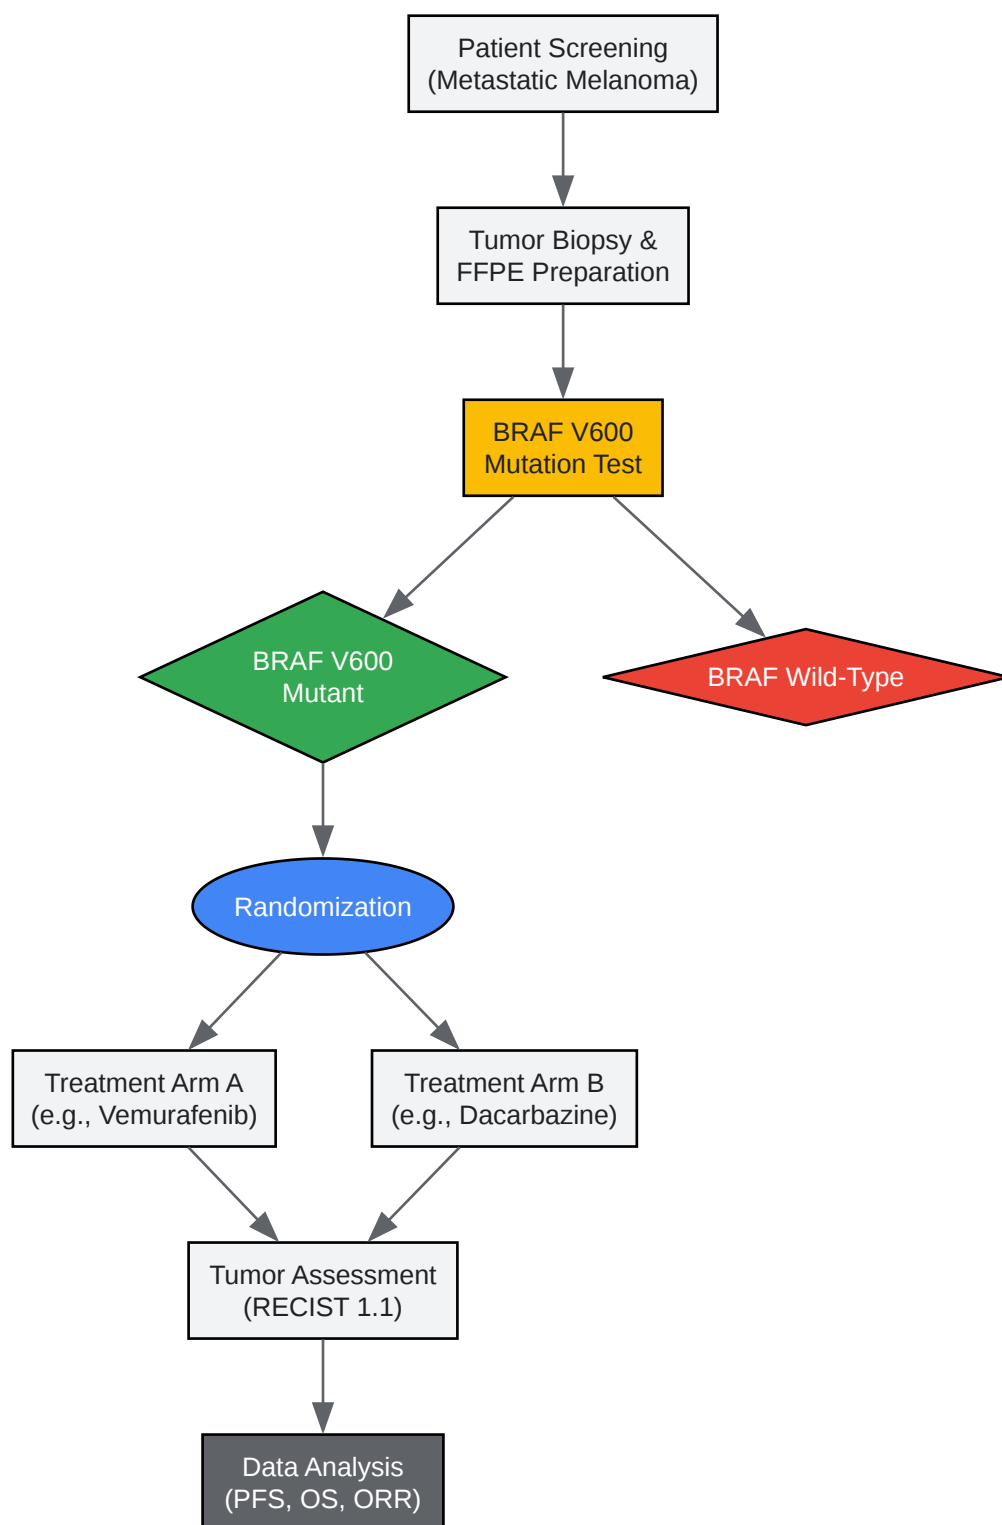 Patient Screening
(Metastatic Melanoma)
Tumor Biopsy &
FFPE Preparation
BRAF V600
Mutation Test
BRAF V600
Mutant
BRAF Wild-Type
Randomization
Treatment Arm A
(e.g., Vemurafenib)
Treatment Arm B
(e.g., Dacarbazine)
Tumor Assessment
(RECIST 1.1)
Data Analysis
(PFS, OS, ORR)